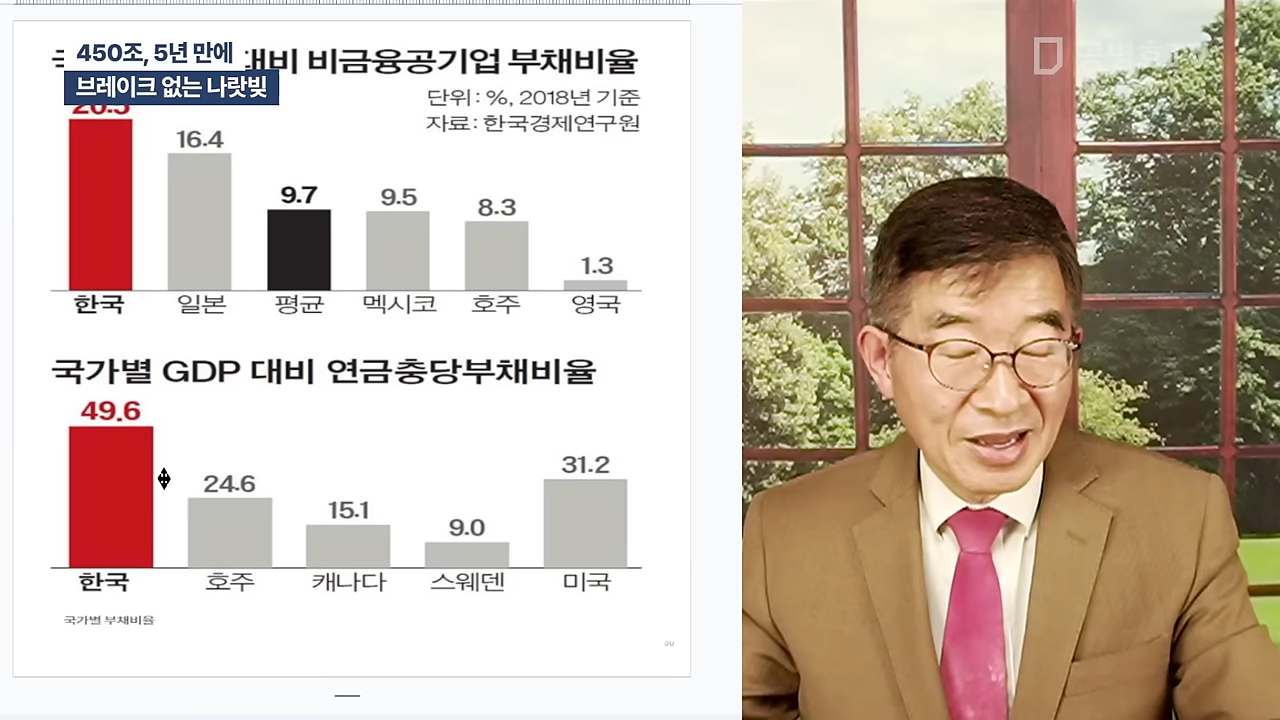 450조, 5년 만에
브레이크 없는 나랏빚
대비 비금융공기업 부채비율
단위: %, 2018년 기준
자료: 한국경제연구원
20.5
16.4
9.7
9.5
8.3
1.3
한국 일본 평균 멕시코 호주 영국
국가별 GDP 대비 연금충당부채비율
49.6
24.6
15.1
9.0
31.2
한국 호주 캐나다 스웨덴 미국
국가별 부채비율